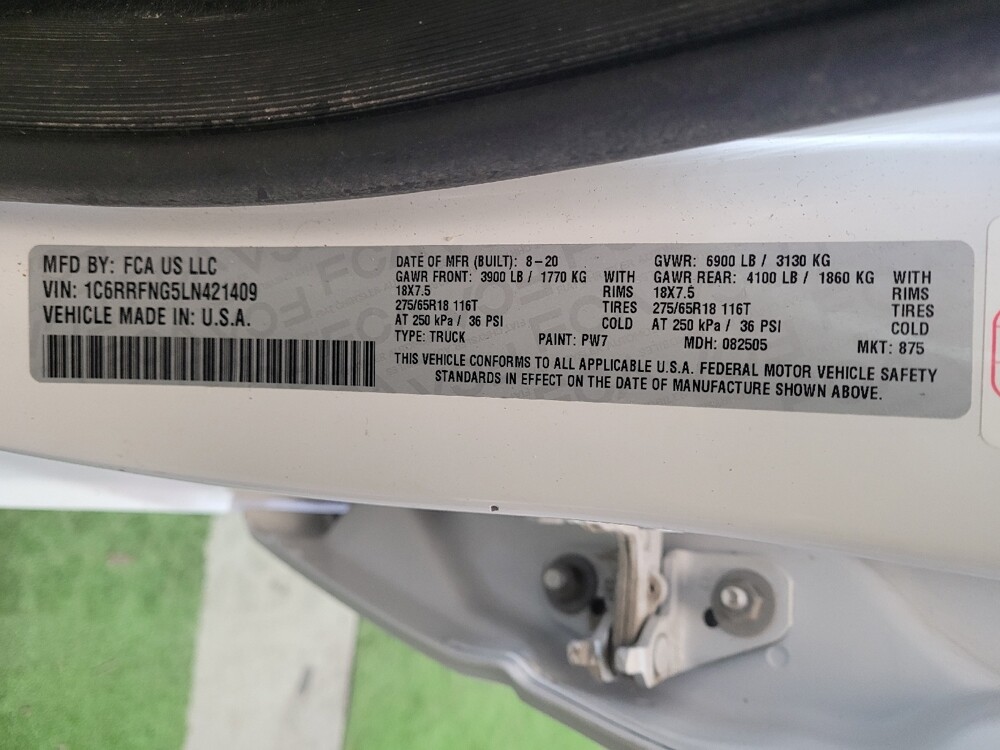 MFD BY: FCA US LLC
VIN: 1C6RRFNG5LN421409
VEHICLE MADE IN: U.S.A.
DATE OF MFR (BUILT): 8-20
GAWR FRONT: 3900 LB / 1770 KG WITH
18X7.5 RIMS
275/65R18 116T TIRES
AT 250 kPa / 36 PSI COLD
GVWR: 6900 LB / 3130 KG
GAWR REAR: 4100 LB / 1860 KG WITH
18X7.5 RIMS
275/65R18 116T TIRES
AT 250 kPa / 36 PSI COLD
TYPE: TRUCK PAINT: PW7 MDH: 082505 MKT: 875
THIS VEHICLE CONFORMS TO ALL APPLICABLE U.S.A. FEDERAL MOTOR VEHICLE SAFETY
STANDARDS IN EFFECT ON THE DATE OF MANUFACTURE SHOWN ABOVE.